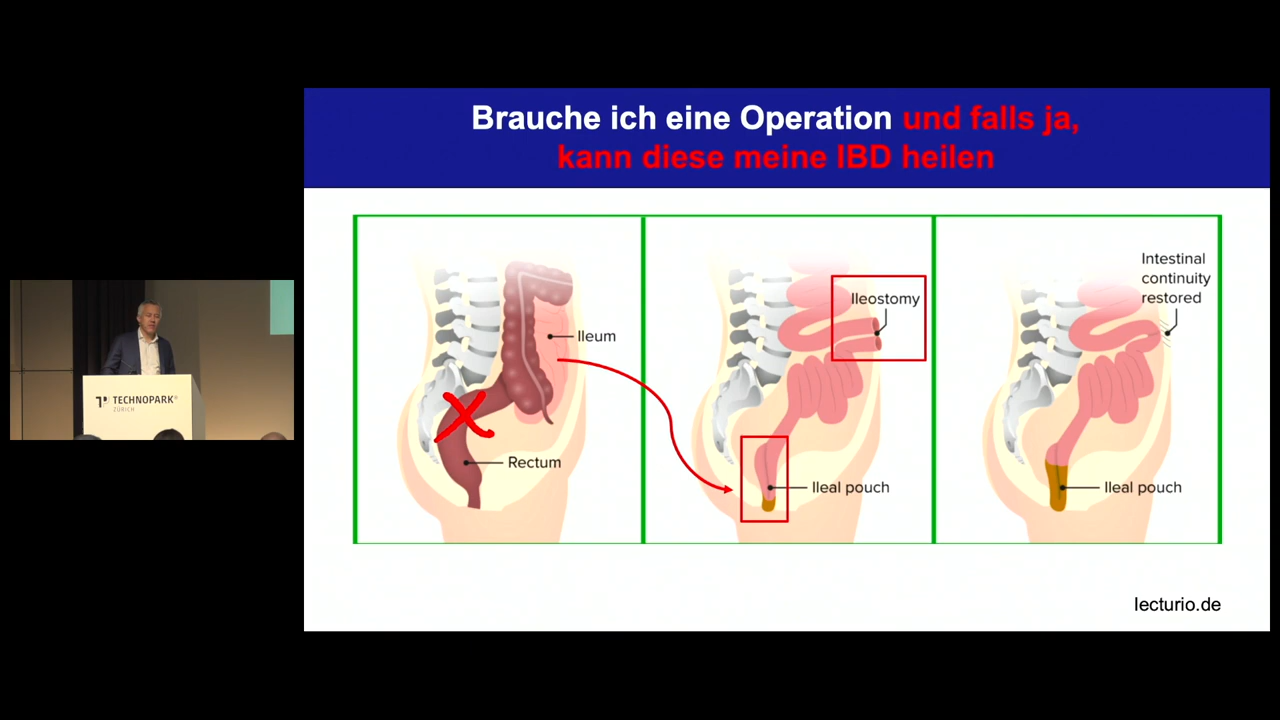 Brauche ich eine Operation und falls ja,
kann diese meine IBD heilen
Ileum
Rectum
Ileostomy
Ileal pouch
Intestinal
continuity
restored
Ileal pouch
lecturio.de
TECHNOPARK®
ZÜRICH